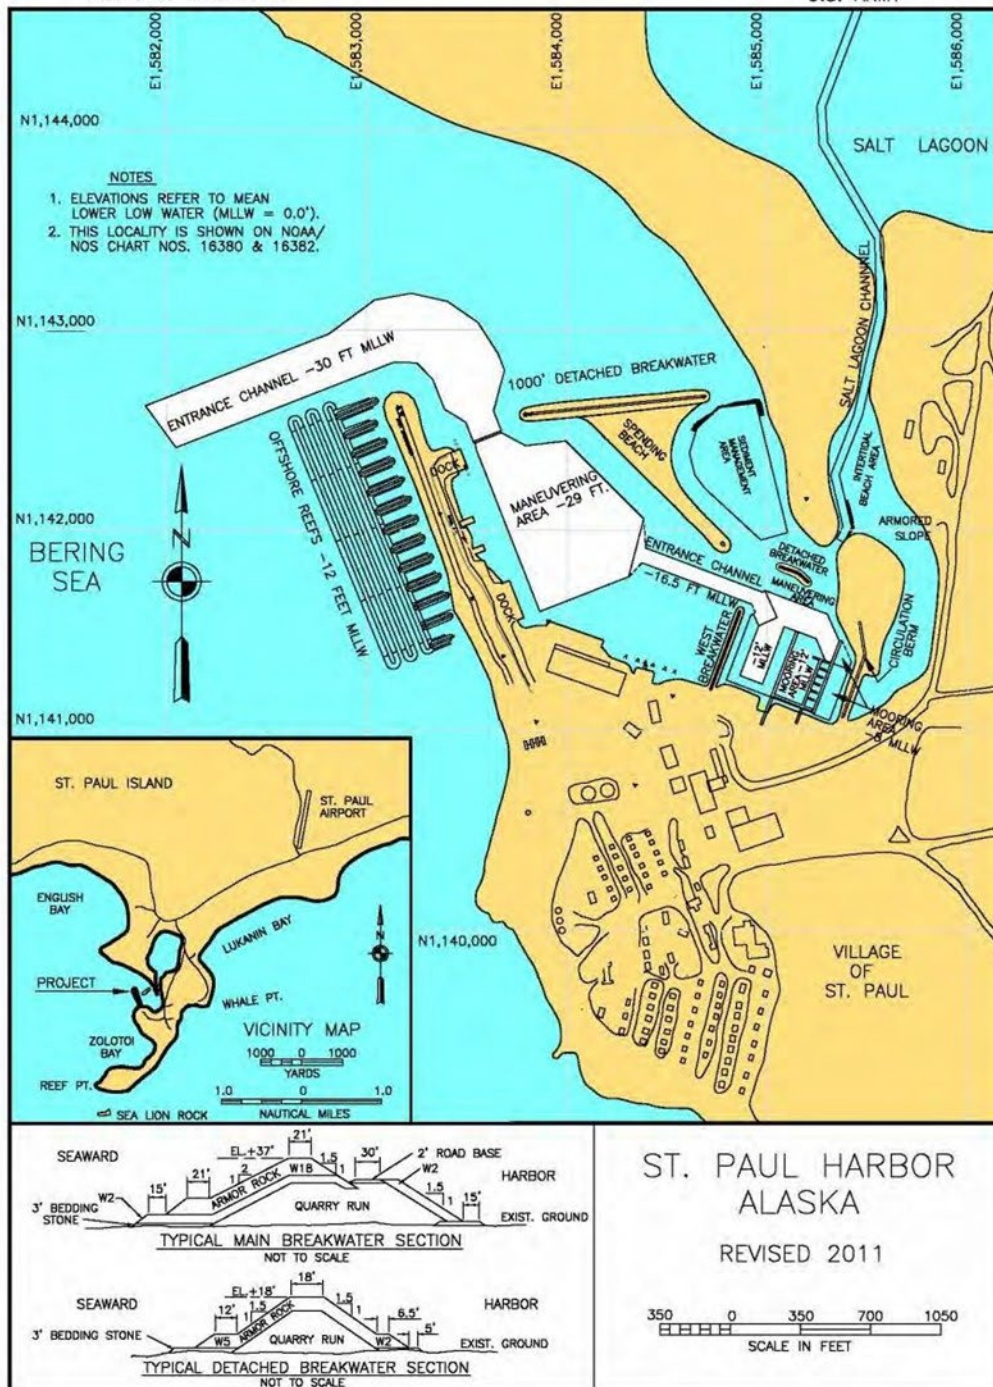 E1,582,000
E1,583,000
E1,584,000
E1,585,000
E1,586,000
N1,144,000
SALT LAGOON
NOTES
1. ELEVATIONS REFER TO MEAN
LOWER LOW WATER (MLLW = 0.0').
2. THIS LOCALITY IS SHOWN ON NOAA/
NOS CHART NOS. 16380 & 16382.
SALT LAGOON CHANNNEL
N1,143,000
ENTRANCE CHANNEL -30 FT MLLW
1000' DETACHED BREAKWATER
OFFSHORE REEFS -12 FEET MLLW
SPENDING
BEACH
SEDIMENT
MANAGEMENT
AREA
INTERTIDAL
BEACH AREA
DOCK
MANEUVERING
AREA -29 FT.
N1,142,000
ARMORED
SLOPE
BERING
SEA
N
ENTRANCE CHANNEL
-16.5 FT MLLW
DETACHED
BREAKWATER
MANEUVERING
AREA
DOCK
WEST
BREAKWATER
-12'
MLLW
MOORING
AREA -12'
MLLW
CIRCULATION
BERM
MOORING
AREA
-8 MLLW
N1,141,000
ST. PAUL ISLAND
ST. PAUL
AIRPORT
ENGLISH
BAY
LUKANIN BAY
N
N1,140,000
PROJECT
WHALE PT.
VILLAGE
OF
ST. PAUL
ZOLOTOI
BAY
VICINITY MAP
1000 0 1000
YARDS
REEF PT.
1.0 0 1.0
NAUTICAL MILES
SEA LION ROCK
SEAWARD
EL.+37'
21'
2' ROAD BASE
HARBOR
W2
15'
21'
2
1
ARMOR ROCK
W18
1.5
1
30'
W2
1.5
1
15'
3' BEDDING
STONE
QUARRY RUN
EXIST. GROUND
TYPICAL MAIN BREAKWATER SECTION
NOT TO SCALE
SEAWARD
EL.+18'
18'
HARBOR
12'
1.5
1
ARMOR ROCK
1.5
1
6.5'
5'
3' BEDDING STONE
W5
QUARRY RUN
W2
EXIST. GROUND
TYPICAL DETACHED BREAKWATER SECTION
NOT TO SCALE
ST. PAUL HARBOR
ALASKA
REVISED 2011
350 0 350 700 1050
SCALE IN FEET